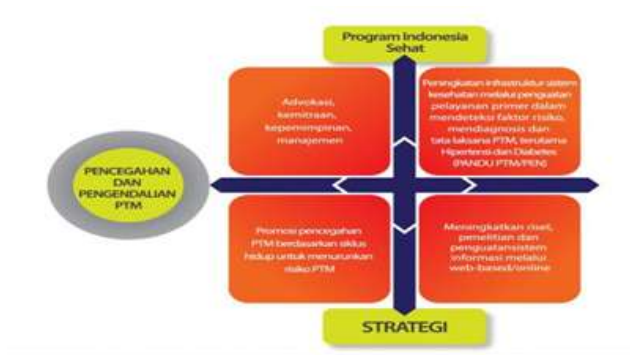 Program Indonesia
Sehat
Advokasi,
kemitraan,
kepemimpinan,
manajemen
Peningkatan infrastruktur sistem
kesehatan melalui penguatan
pelayanan primer dalam
mendeteksi faktor risiko,
mendiagnosis dan
tata laksana PTM, terutama
Hipertensi dan Diabetes
(PANDU PTM/PEN)
PENCEGAHAN
DAN
PENGENDALIAN
PTM
Promosi pencegahan
PTM berdasarkan siklus
hidup untuk menurunkan
risiko PTM
Meningkatkan riset,
penelitian dan
penguatansistem
informasi melalui
web-based/online
STRATEGI